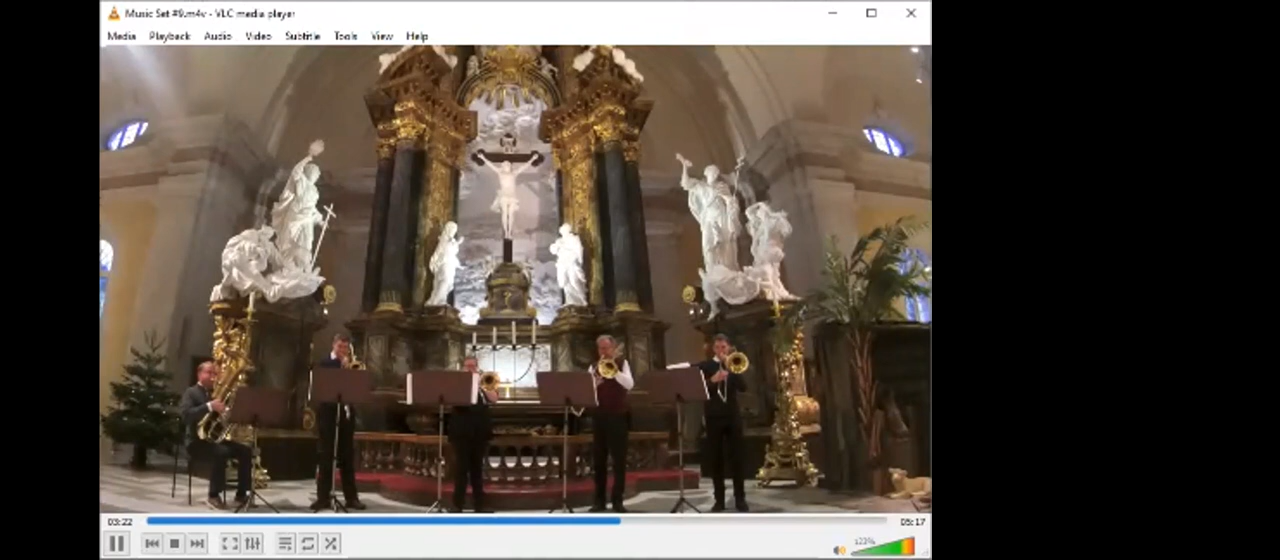 Music Set #9.m4v - VLC media player
Media Playback Audio Video Subtitle Tools View Help
03:22
05:17
123%